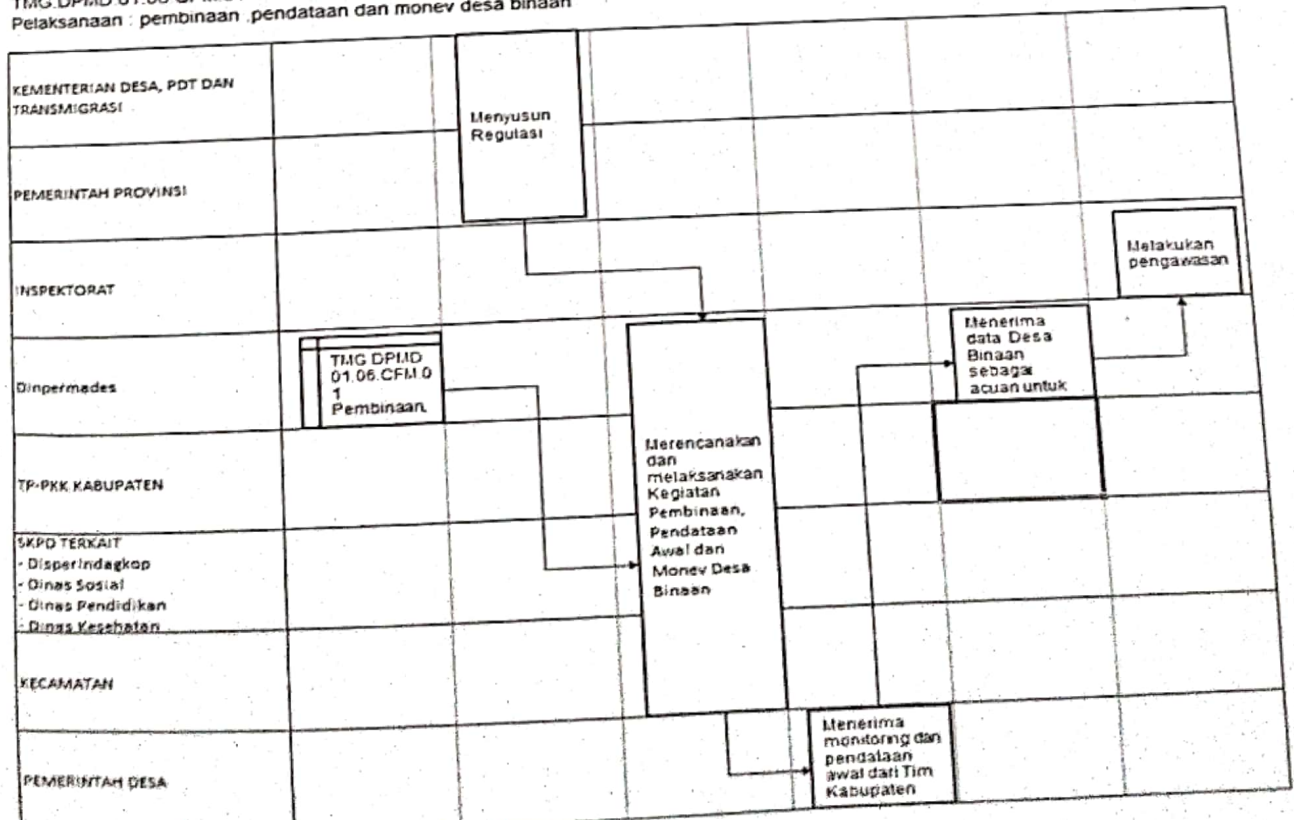 Pelaksanaan : pembinaan ,pendataan dan monev desa binaan
KEMENTERIAN DESA, PDT DAN
TRANSMIGRASI
Menyusun
Regulasi
PEMERINTAH PROVINSI
INSPEKTORAT
Melakukan
pengawasan
Dinpermades
TMG DPMD
01.06.CFM.0
1
Pembinaan,
Menerima
data Desa
Binaan
sebagai
acuan untuk
TP-PKK KABUPATEN
Merencanakan
dan
melaksanakan
Kegiatan
Pembinaan,
Pendataan
Awal dan
Monev Desa
Binaan
SKPD TERKAIT
- Disperindagkop
- Dinas Sosial
- Dinas Pendidikan
- Dinas Kesehatan
KECAMATAN
PEMERINTAH DESA
Menerima
monitoring dan
pendataan
awal dari Tim
Kabupaten